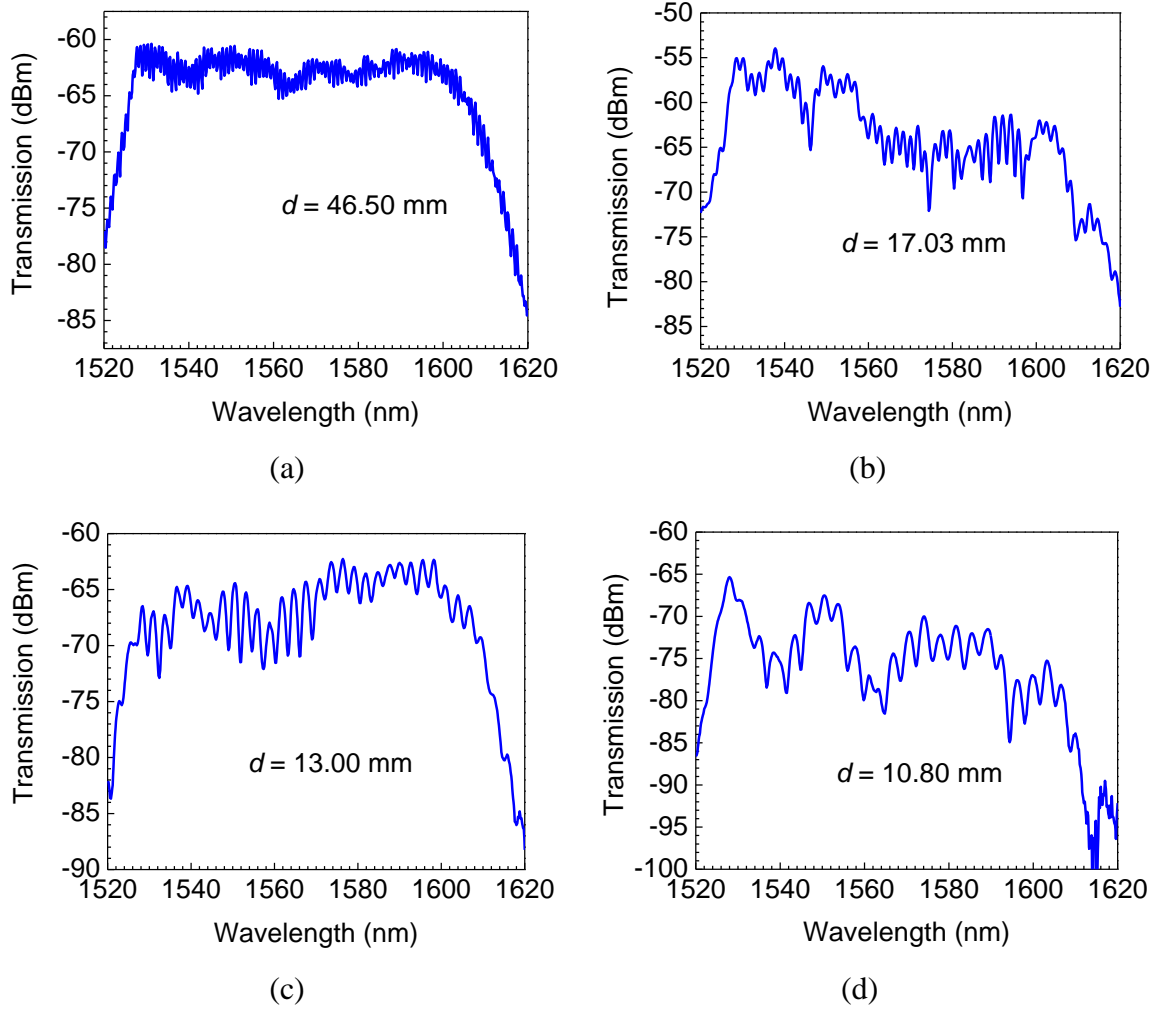 -60
-65
-70
-75
-80
-85
Transmission (dBm)
d = 46.50 mm
1520 1540 1560 1580 1600 1620
Wavelength (nm)
(a)
-50
-55
-60
-65
-70
-75
-80
-85
Transmission (dBm)
d = 17.03 mm
1520 1540 1560 1580 1600 1620
Wavelength (nm)
(b)
-60
-65
-70
-75
-80
-85
-90
Transmission (dBm)
d = 13.00 mm
1520 1540 1560 1580 1600 1620
Wavelength (nm)
(c)
-60
-65
-70
-75
-80
-85
-90
-95
-100
Transmission (dBm)
d = 10.80 mm
1520 1540 1560 1580 1600 1620
Wavelength (nm)
(d)